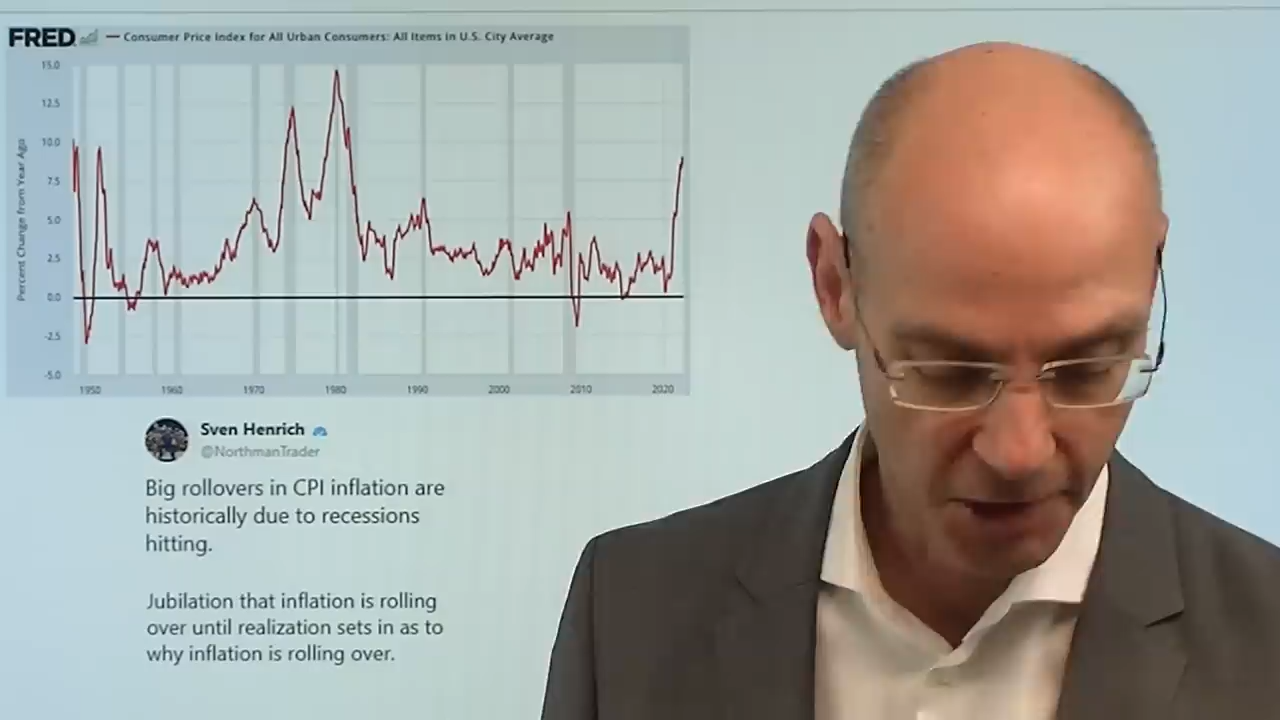 FRED — Consumer Price Index for All Urban Consumers: All Items in U.S. City Average
Percent Change from Year Ago
15.0
12.5
10.0
7.5
5.0
2.5
0.0
-2.5
-5.0
1950 1960 1970 1980 1990 2000 2010 2020
Sven Henrich
@NorthmanTrader
Big rollovers in CPI inflation are
historically due to recessions
hitting.
Jubilation that inflation is rolling
over until realization sets in as to
why inflation is rolling over.